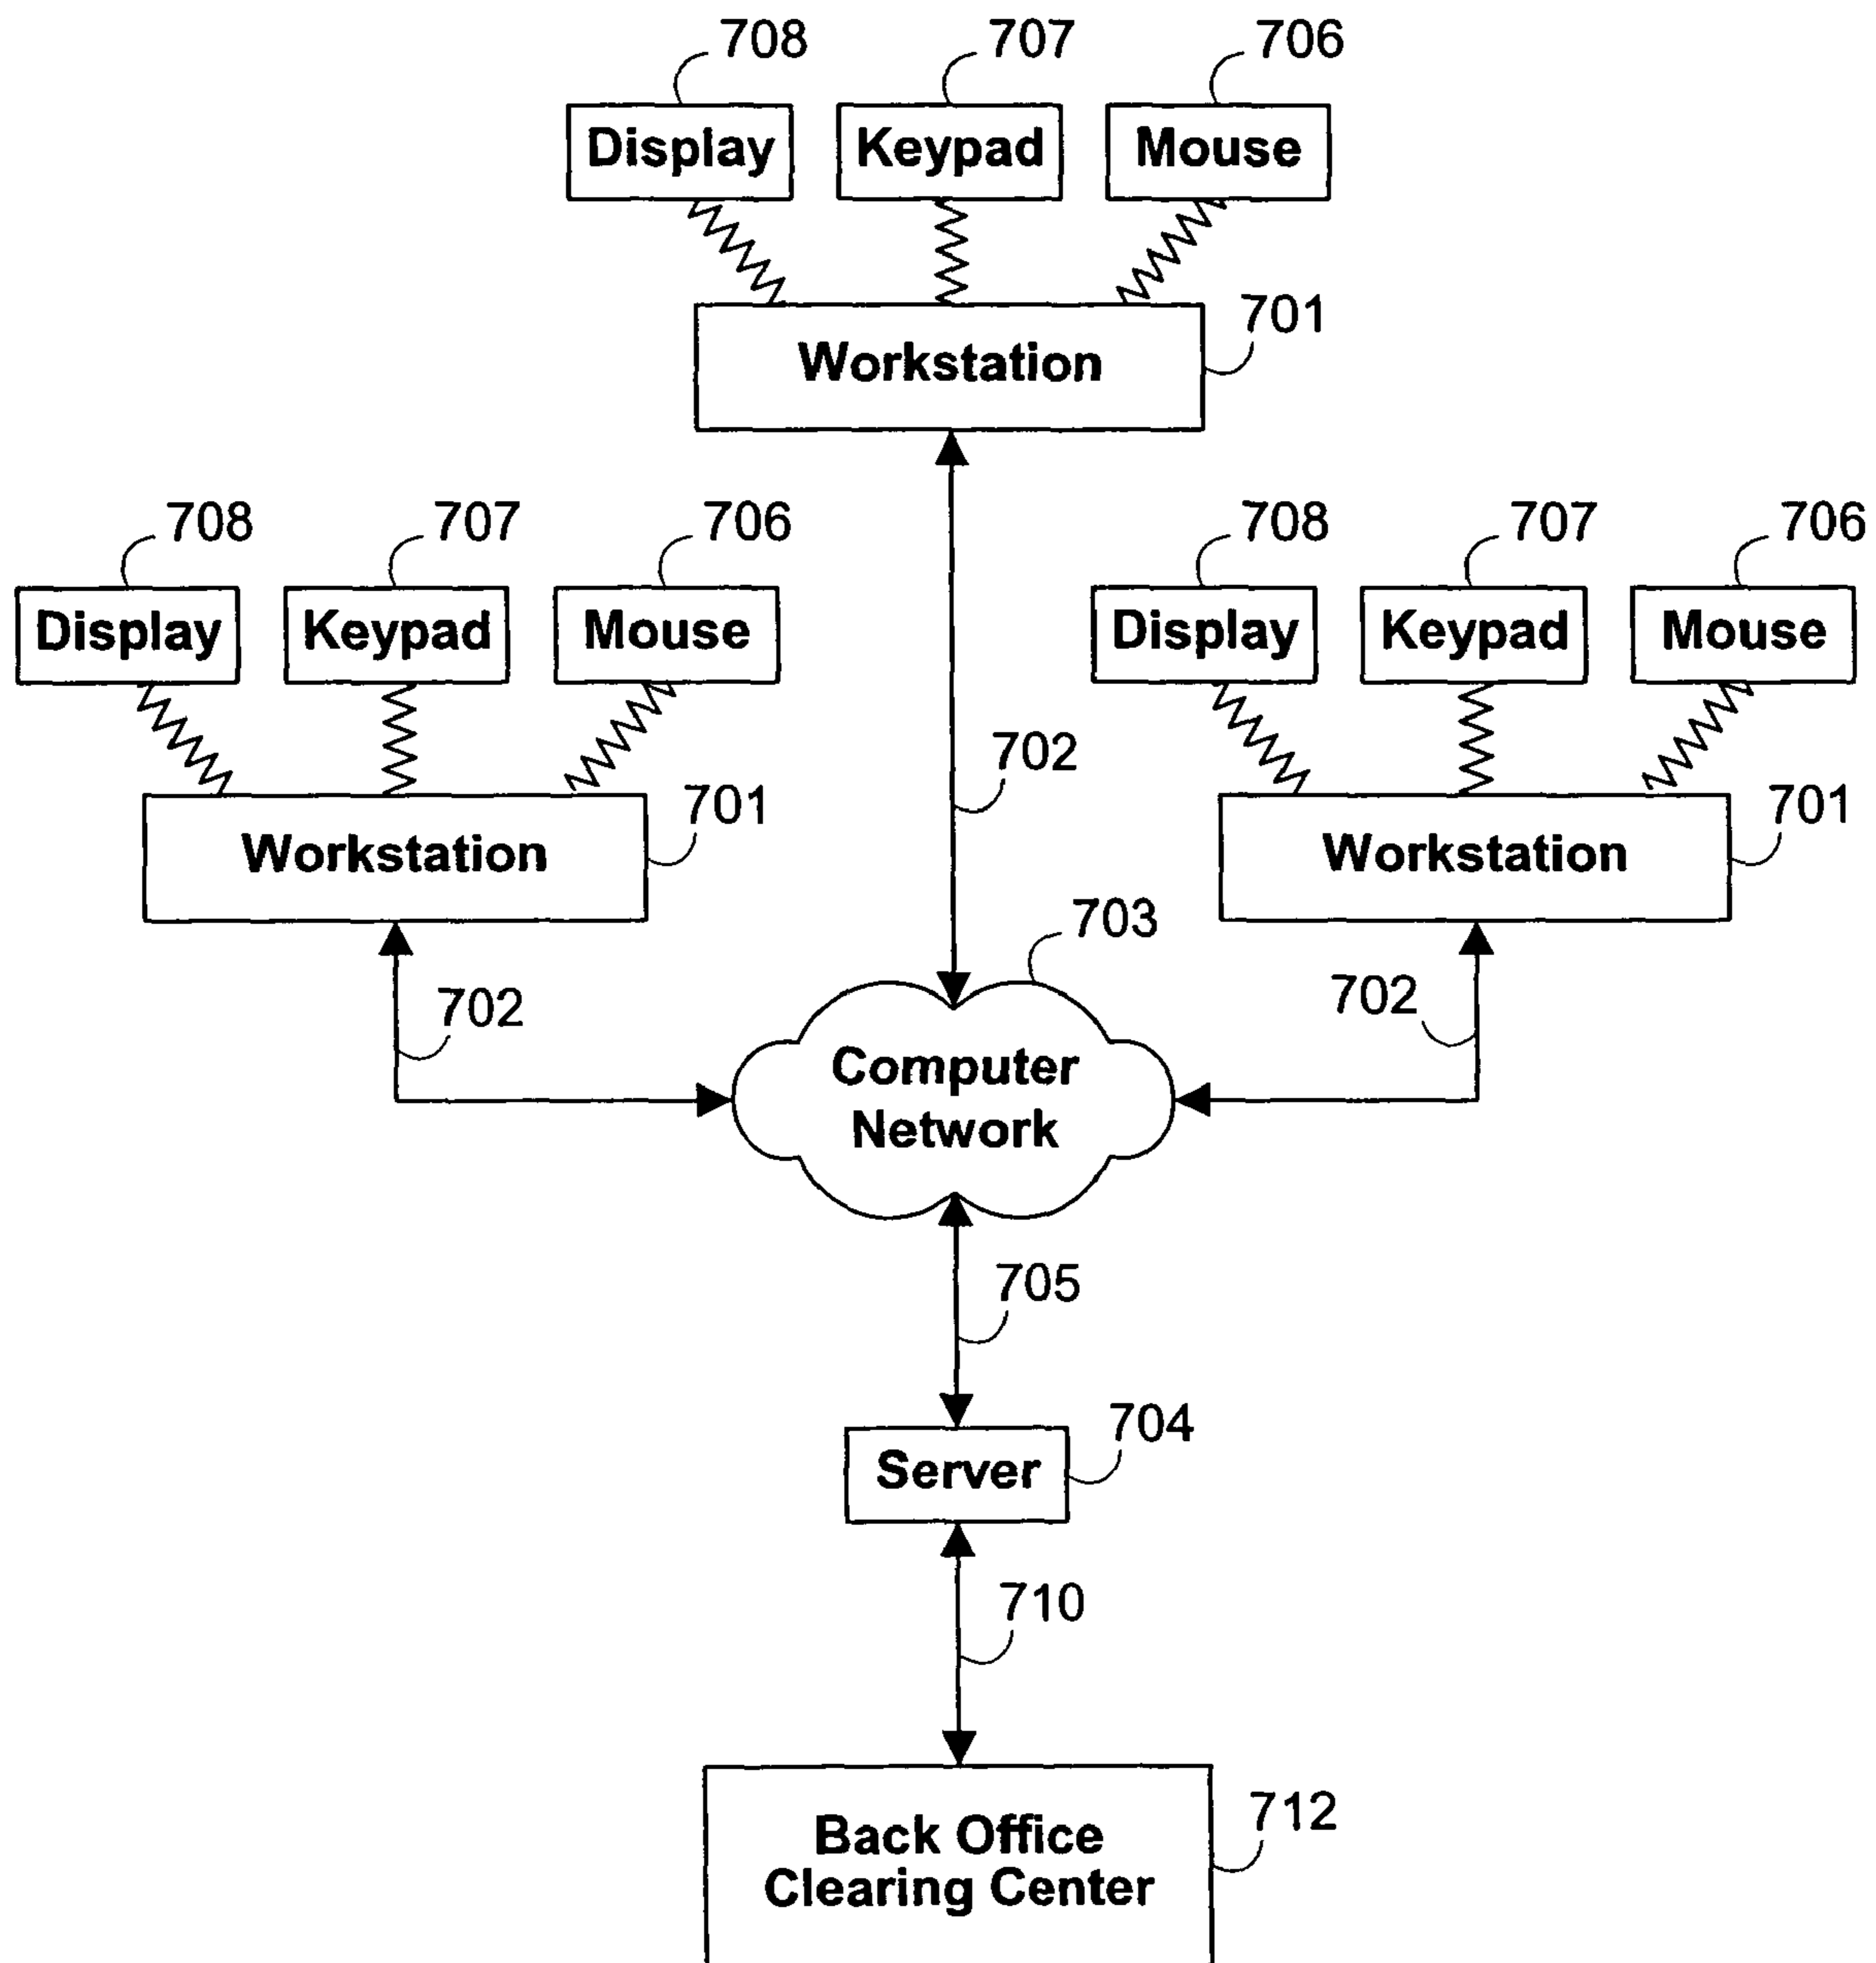 708 707 706
Display Keypad Mouse
701
Workstation
708 707 706 708 707 706
Display Keypad Mouse Display Keypad Mouse
702
701 701
Workstation Workstation
703
702 702
Computer
Network
705
704
Server
710
712
Back Office
Clearing Center